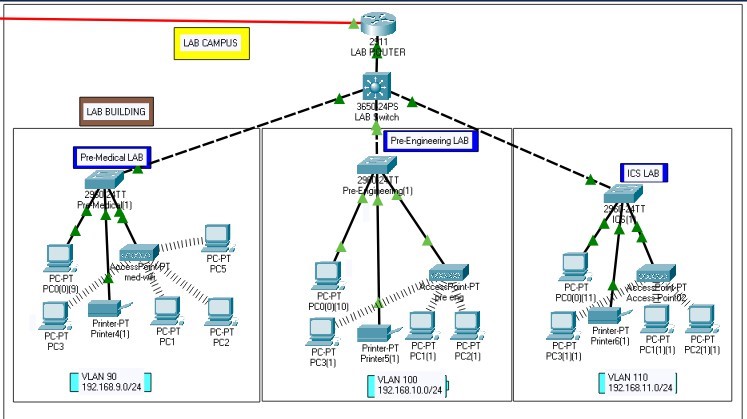 2911
LAB ROUTER
LAB CAMPUS
3650-24PS
LAB Switch
LAB BUILDING
Pre-Medical LAB
2960-24TT
Pre-Medical(1)
PC-PT
PC0(0)(9)
AccessPoint-PT
med-wifi
PC-PT
PC5
PC-PT
PC3
Printer-PT
Printer4(1)
PC-PT
PC1
PC-PT
PC2
VLAN 90
192.168.9.0/24
Pre-Engineering LAB
2960-24TT
Pre-Engineering(1)
PC-PT
PC0(0)(10)
AccessPoint-PT
pre eng
PC-PT
PC3(1)
Printer-PT
Printer5(1)
PC-PT
PC1(1)
PC-PT
PC2(1)
VLAN 100
192.168.10.0/24
ICS LAB
2960-24TT
ICS(1)
PC-PT
PC0(0)(11)
AccessPoint-PT
Access Point02
PC-PT
PC3(1)(1)
Printer-PT
Printer6(1)
PC-PT
PC1(1)(1)
PC-PT
PC2(1)(1)
VLAN 110
192.168.11.0/24